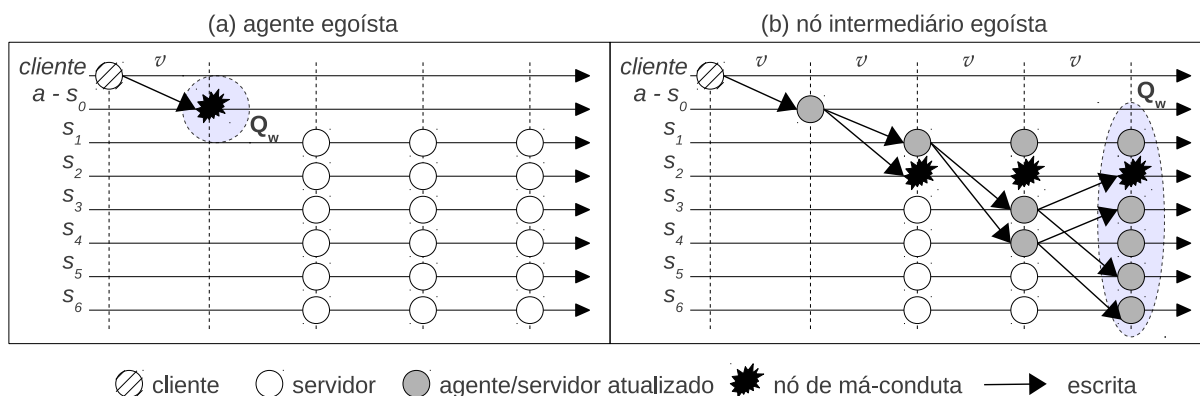 (a) agente egoísta
(b) nó intermediário egoísta
cliente v
a - s0
Qw
s1
s2
s3
s4
s5
s6
cliente v v v v
a - s0
Qw
s1
s2
s3
s4
s5
s6
cliente servidor agente/servidor atualizado nó de má-conduta escrita